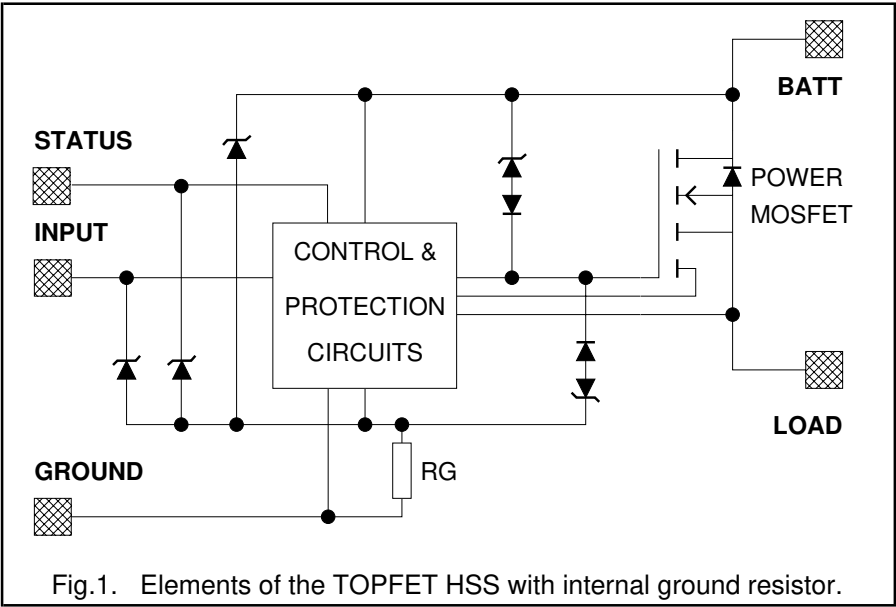 BATT
STATUS
POWER
MOSFET
INPUT
CONTROL &
PROTECTION
CIRCUITS
LOAD
GROUND
RG
Fig.1. Elements of the TOPFET HSS with internal ground resistor.